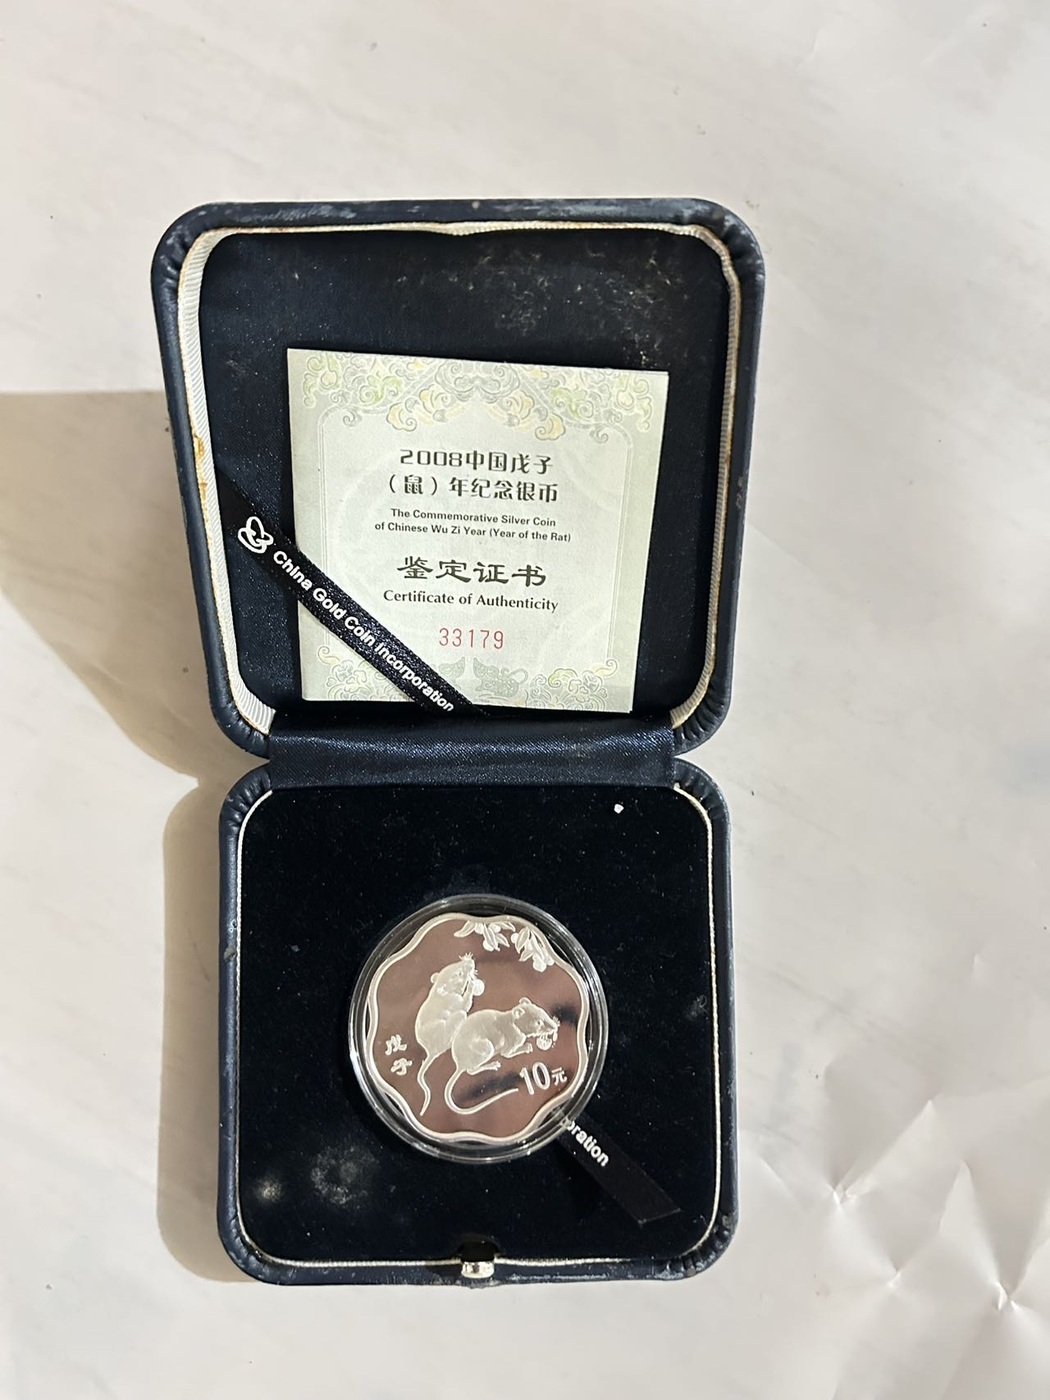 2008中国戊子
（鼠）年纪念银币
The Commemorative Silver Coin
of Chinese Wu Zi Year (Year of the Rat)
鉴定证书
Certificate of Authenticity
33179
China Gold Coin Incorporation
戊子
10元
oration